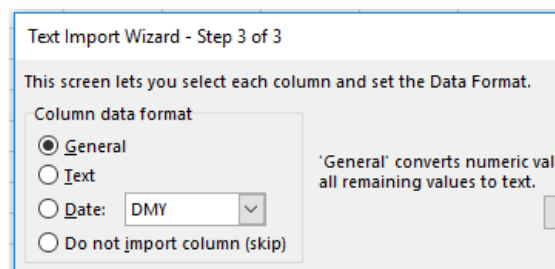 Text Import Wizard - Step 3 of 3
This screen lets you select each column and set the Data Format.
Column data format
General
Text
Date: DMY
Do not import column (skip)
'General' converts numeric val
all remaining values to text.